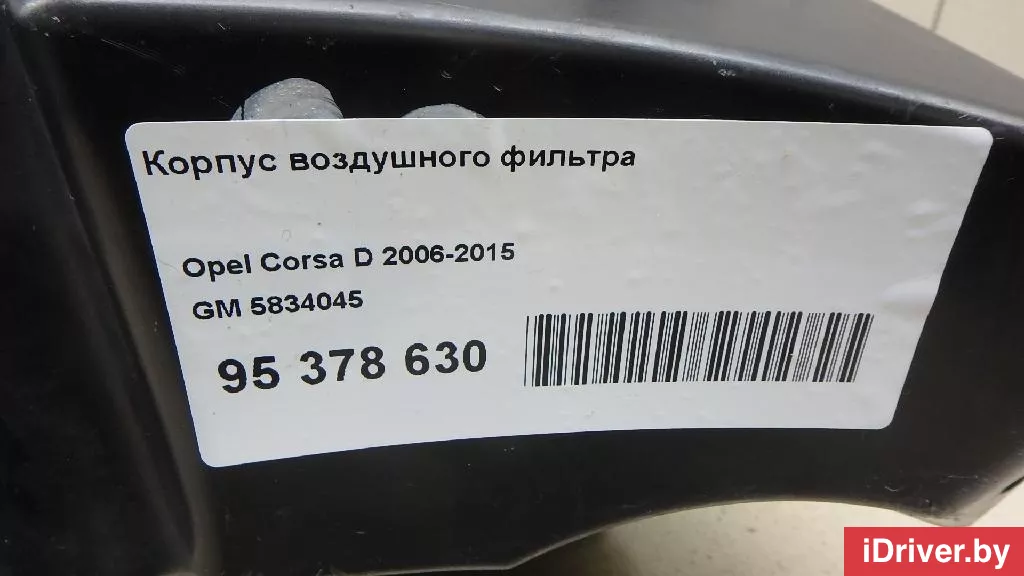 Корпус воздушного фильтра
Opel Corsa D 2006-2015
GM 5834045
95 378 630
iDriver.by